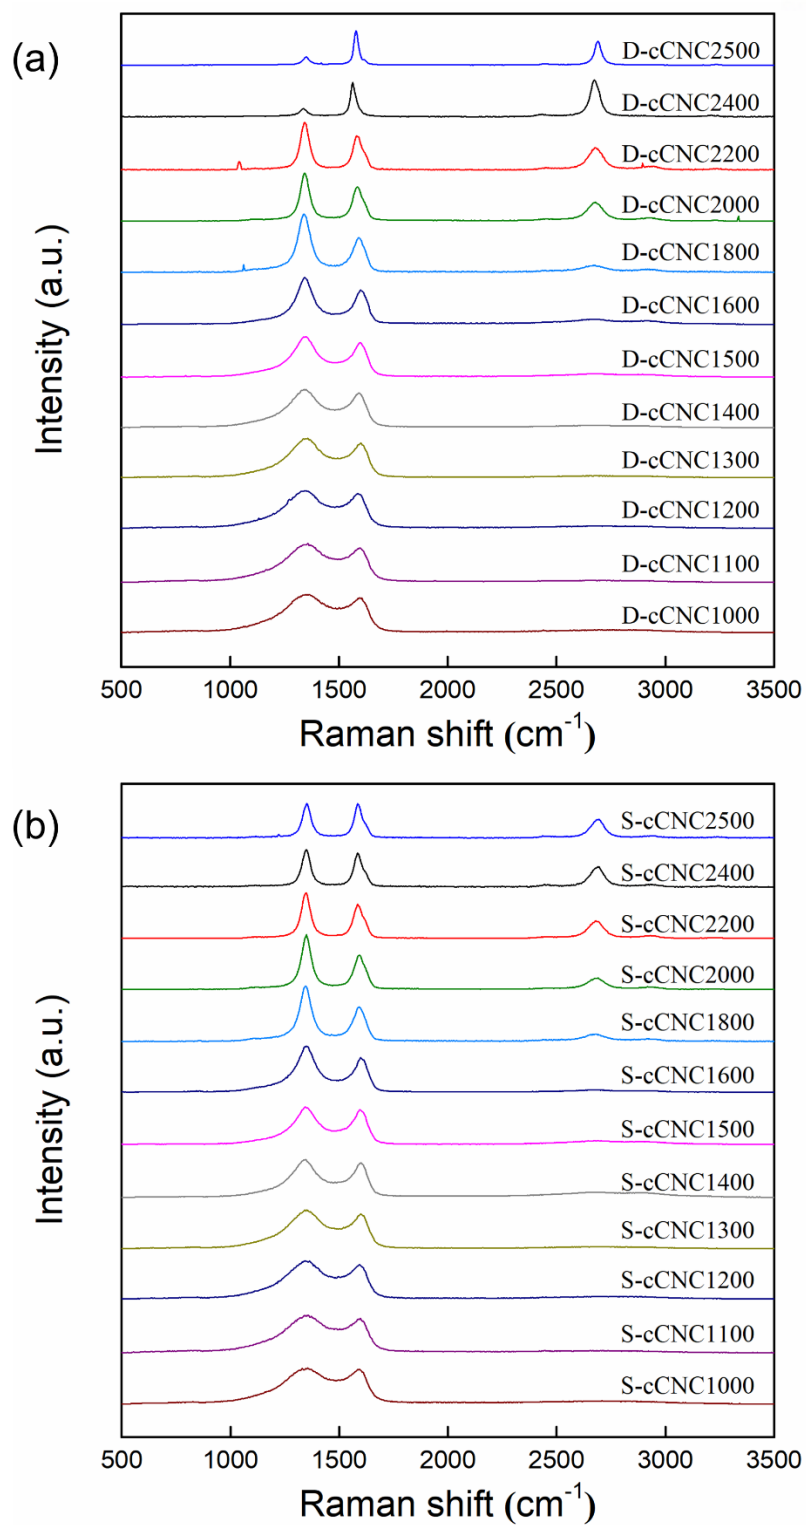 (a)
D-cCNC2500
D-cCNC2400
D-cCNC2200
D-cCNC2000
D-cCNC1800
D-cCNC1600
D-cCNC1500
D-cCNC1400
D-cCNC1300
D-cCNC1200
D-cCNC1100
D-cCNC1000
Intensity (a.u.)
500 1000 1500 2000 2500 3000 3500
Raman shift (cm⁻¹)
(b)
S-cCNC2500
S-cCNC2400
S-cCNC2200
S-cCNC2000
S-cCNC1800
S-cCNC1600
S-cCNC1500
S-cCNC1400
S-cCNC1300
S-cCNC1200
S-cCNC1100
S-cCNC1000
Intensity (a.u.)
500 1000 1500 2000 2500 3000 3500
Raman shift (cm⁻¹)